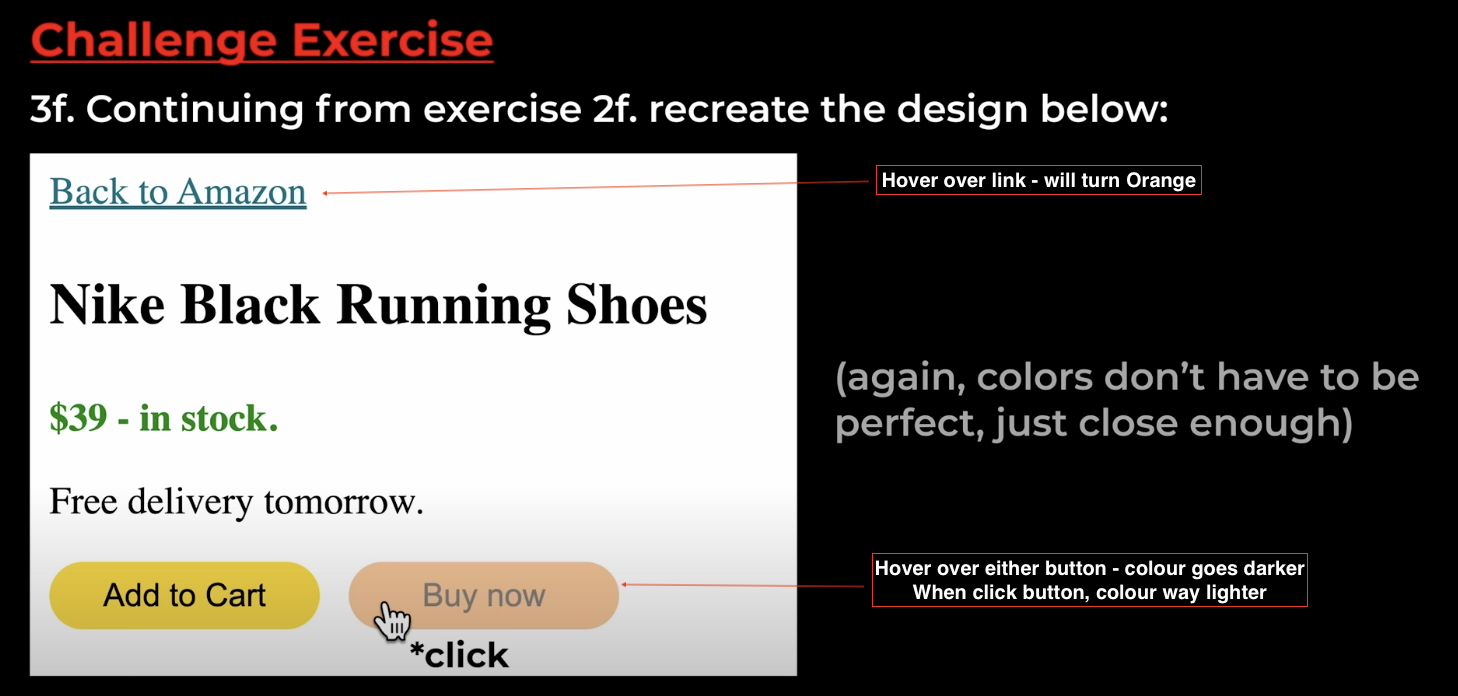 Challenge Exercise
3f. Continuing from exercise 2f. recreate the design below:
Back to Amazon
Hover over link - will turn Orange
Nike Black Running Shoes
(again, colors don't have to be
perfect, just close enough)
$39 - in stock.
Free delivery tomorrow.
Hover over either button - colour goes darker
When click button, colour way lighter
Add to Cart
Buy now
*click